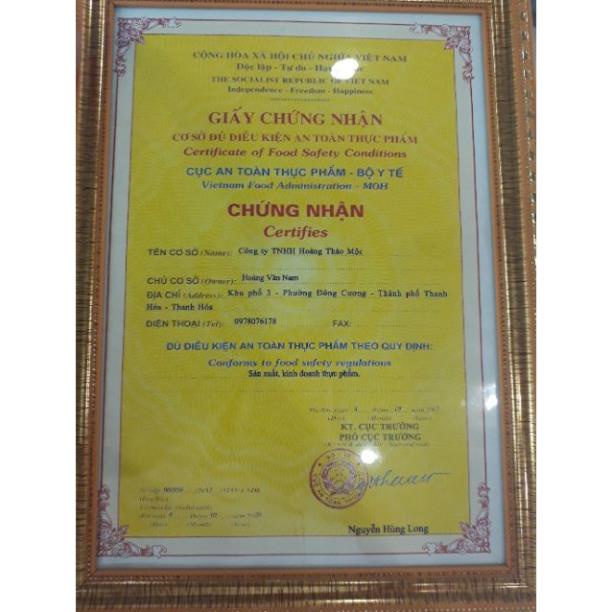 CỘNG HÒA XÃ HỘI CHỦ NGHĨA VIỆT NAM
Độc lập - Tự do -
THE SOCIALIST REPUBLIC OF VIET NAM
Independence - Freedom - Happiness
GIẤY CHỨNG NHẬN
CƠ SỞ ĐỦ ĐIỀU KIỆN AN TOÀN THỰC PHẨM
Certificate of Food Safety Conditions
CỤC AN TOÀN THỰC PHẨM - BỘ Y TẾ
Vietnam Food Administration - MOH
CHỨNG NHẬN
Certifies
TÊN CƠ SỞ (Name): Công ty TNHH Hoàng Thảo Mộc
CHỦ CƠ SỞ (Owner): Hoàng Văn Nam
ĐỊA CHỈ (Address): Khu phố 3 - Phường Đông Cương - Thành phố Thanh
Hóa - Thanh Hóa
ĐIỆN THOẠI (Tel): 0978076178 FAX:
ĐỦ ĐIỀU KIỆN AN TOÀN THỰC PHẨM THEO QUY ĐỊNH:
Conforms to food safety regulations
Sản xuất, kinh doanh thực phẩm.
KT. CỤC TRƯỞNG
PHÓ CỤC TRƯỞNG
Nguyễn Hùng Long